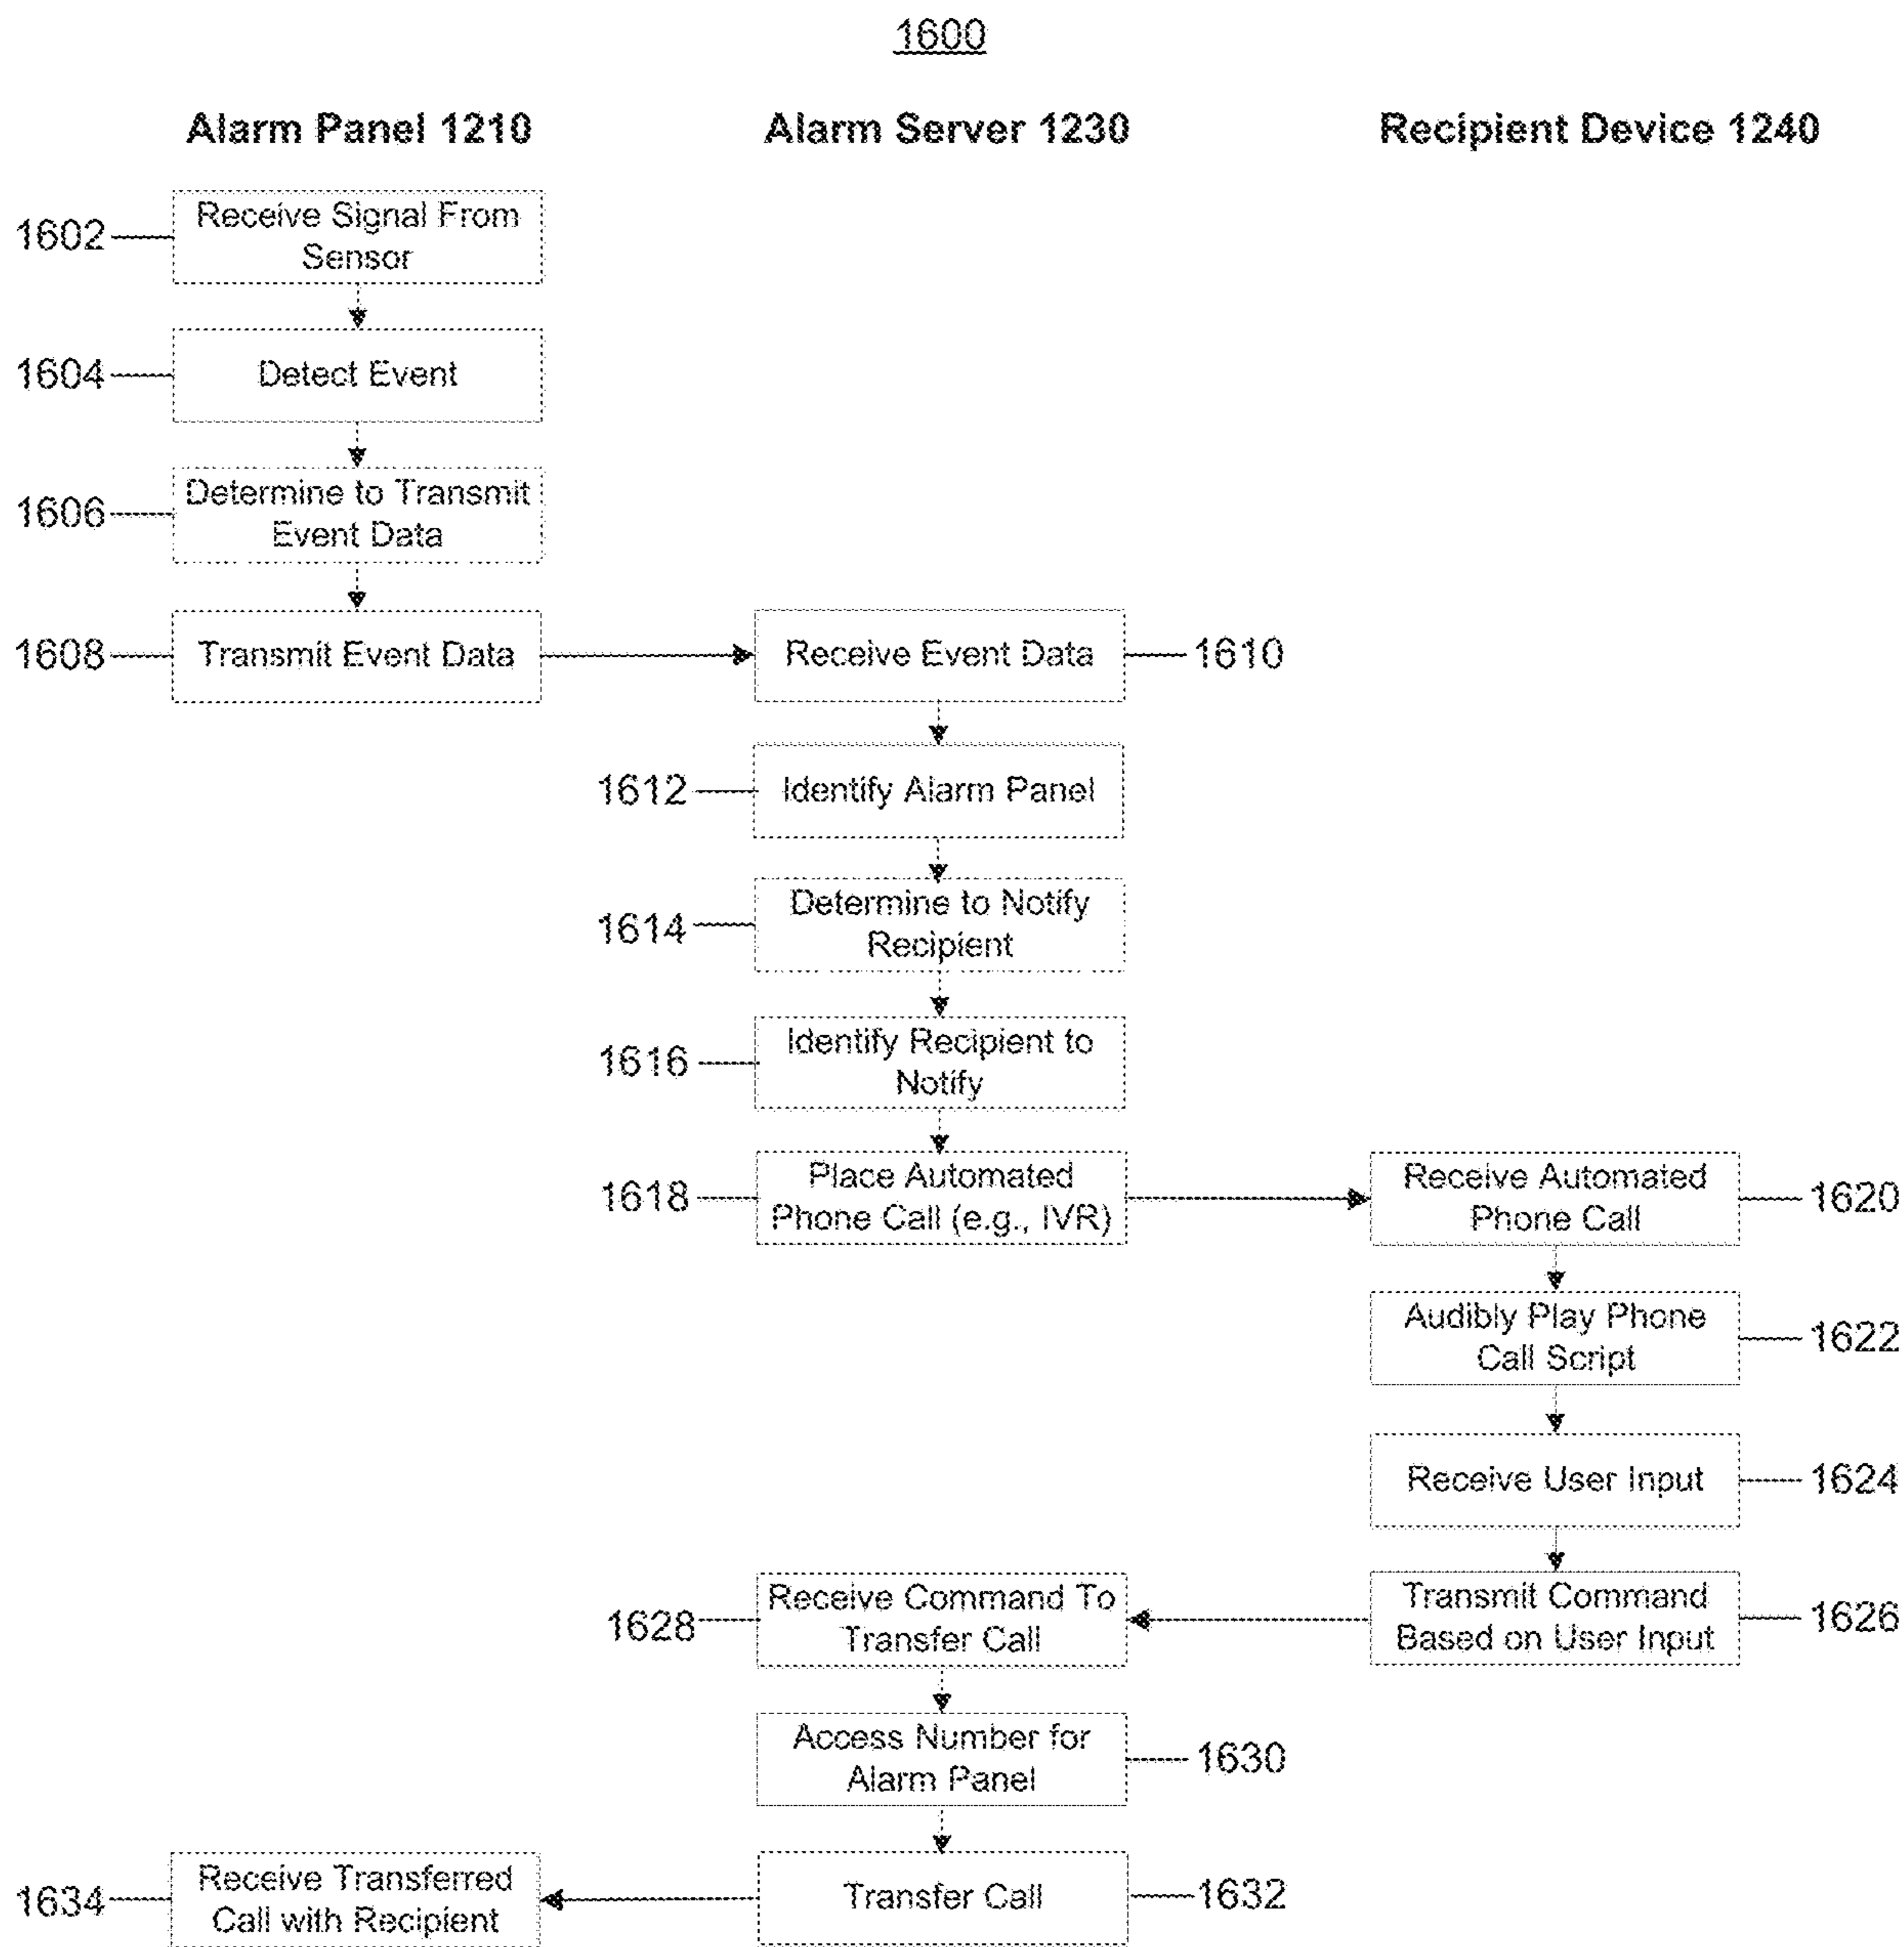 1600
Alarm Panel 1210
Alarm Server 1230
Recipient Device 1240
1602
Receive Signal From
Sensor
1604
Detect Event
1606
Determine to Transmit
Event Data
1608
Transmit Event Data
Receive Event Data
1610
1612
Identify Alarm Panel
1614
Determine to Notify
Recipient
1616
Identify Recipient to
Notify
1618
Place Automated
Phone Call (e.g., IVR)
Receive Automated
Phone Call
1620
Audibly Play Phone
Call Script
1622
Receive User Input
1624
Transmit Command
Based on User Input
1626
1628
Receive Command To
Transfer Call
Access Number for
Alarm Panel
1630
Transfer Call
1632
1634
Receive Transferred
Call with Recipient